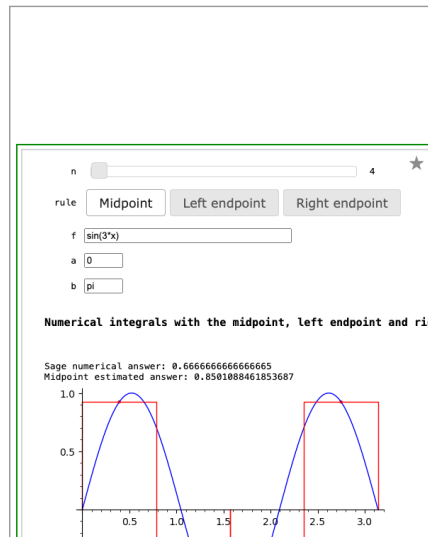 n 4
rule Midpoint Left endpoint Right endpoint
f sin(3*x)
a 0
b pi
Numerical integrals with the midpoint, left endpoint and ri
Sage numerical answer: 0.6666666666666665
Midpoint estimated answer: 0.8501088461853687
1.0
0.5
0.5 1.0 1.5 2.0 2.5 3.0